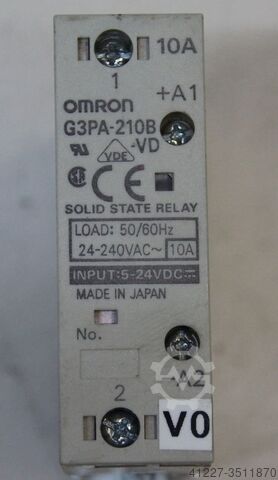 10A
1
+A1
OMRON
G3PA-210B
-VD
VDE
CE
SOLID STATE RELAY
LOAD: 50/60Hz
24-240VAC~ 10A
INPUT:5-24VDC
MADE IN JAPAN
No.
-A2
2
V0
41227-3511870